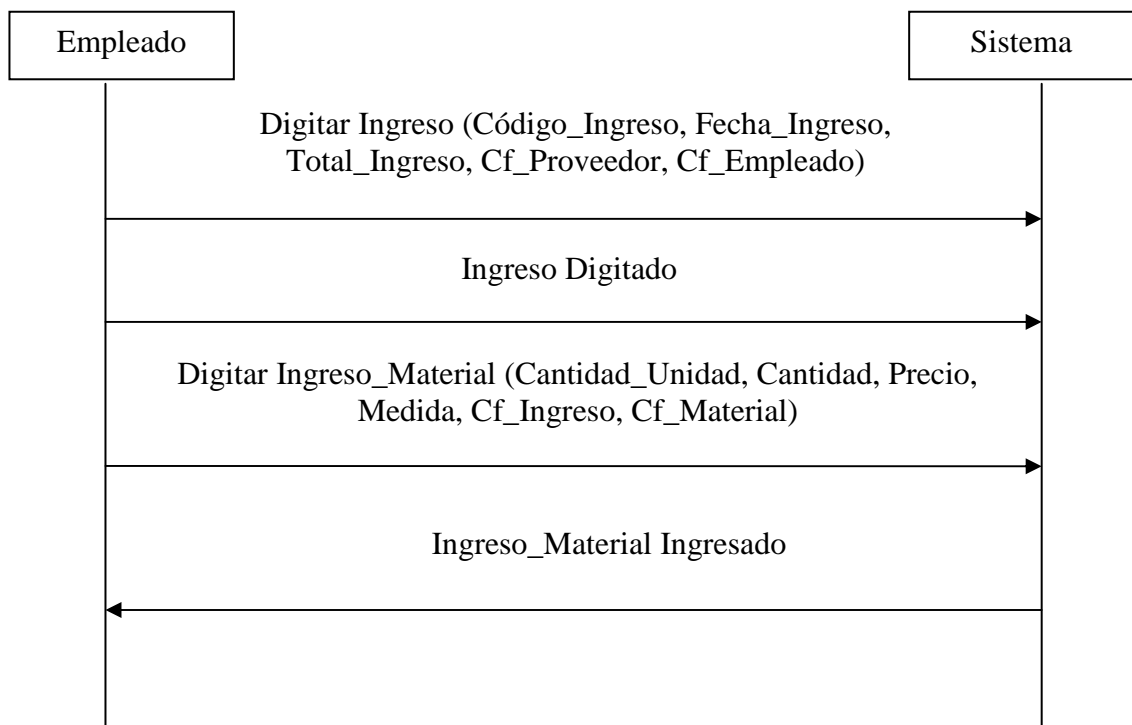 Empleado
Sistema
Digitar Ingreso (Código_Ingreso, Fecha_Ingreso,
Total_Ingreso, Cf_Proveedor, Cf_Empleado)
Ingreso Digitado
Digitar Ingreso_Material (Cantidad_Unidad, Cantidad, Precio,
Medida, Cf_Ingreso, Cf_Material)
Ingreso_Material Ingresado